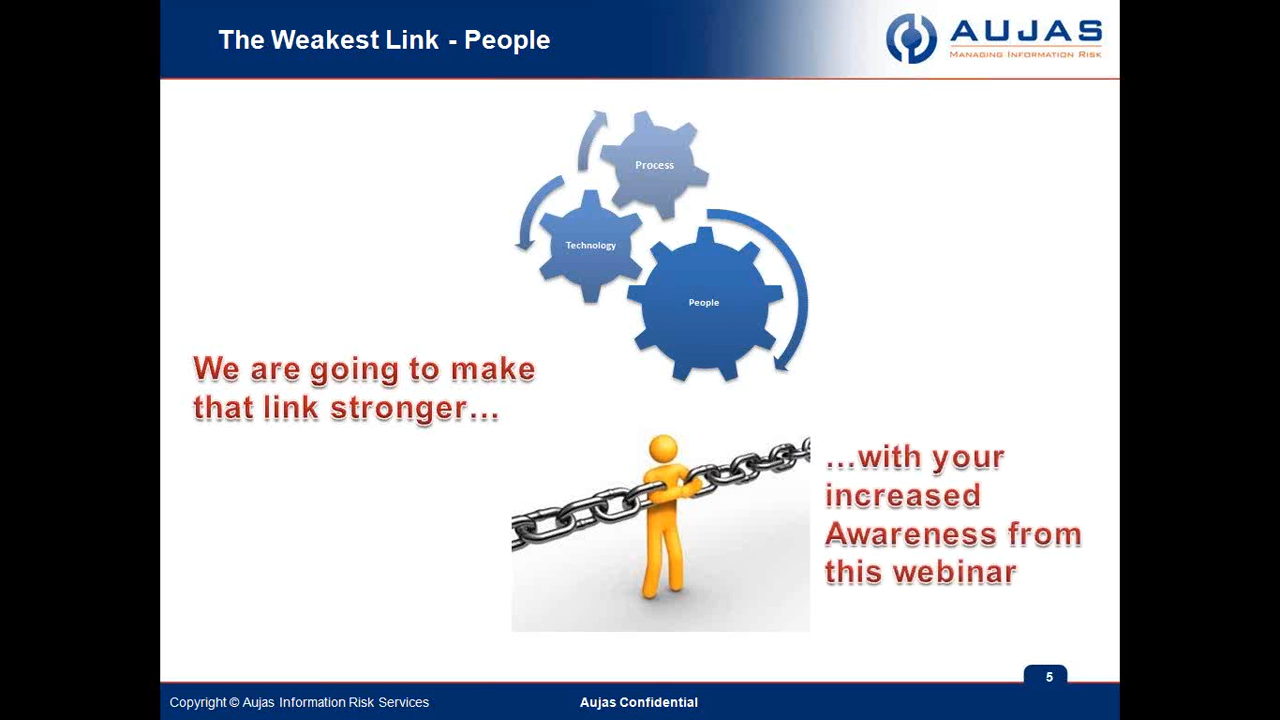 The Weakest Link - People
AUJAS
MANAGING INFORMATION RISK
Process
Technology
People
We are going to make
that link stronger...
...with your
increased
Awareness from
this webinar
5
Copyright © Aujas Information Risk Services
Aujas Confidential